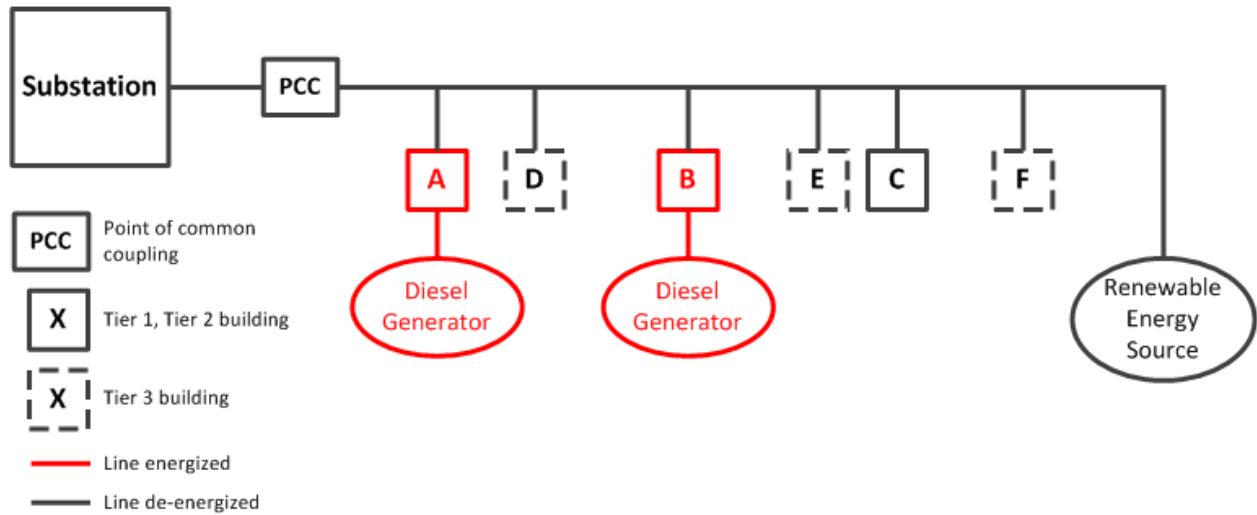 Substation
PCC
A
D
B
E
C
F
Diesel
Generator
Diesel
Generator
Renewable
Energy
Source
PCC
Point of common
coupling
X
Tier 1, Tier 2 building
X
Tier 3 building
Line energized
Line de-energized